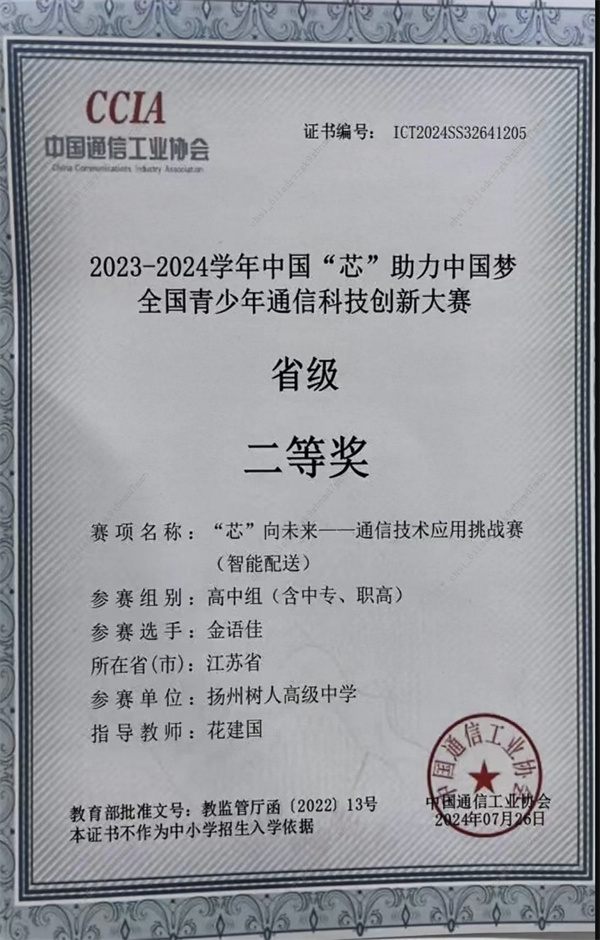 CCIA
中国通信工业协会
China Communications Industry Association
证书编号： ICT2024SS32641205
2023-2024学年中国“芯”助力中国梦
全国青少年通信科技创新大赛
省级
二等奖
赛项名称：“芯”向未来——通信技术应用挑战赛
（智能配送）
参赛组别：高中组（含中专、职高）
参赛选手：金语佳
所在省(市)：江苏省
参赛单位：扬州树人高级中学
指导教师：花建国
中国通信工业协会
教育部批准文号：教监管厅函〔2022〕13号
本证书不作为中小学招生入学依据
中国通信工业协会
2024年07月26日